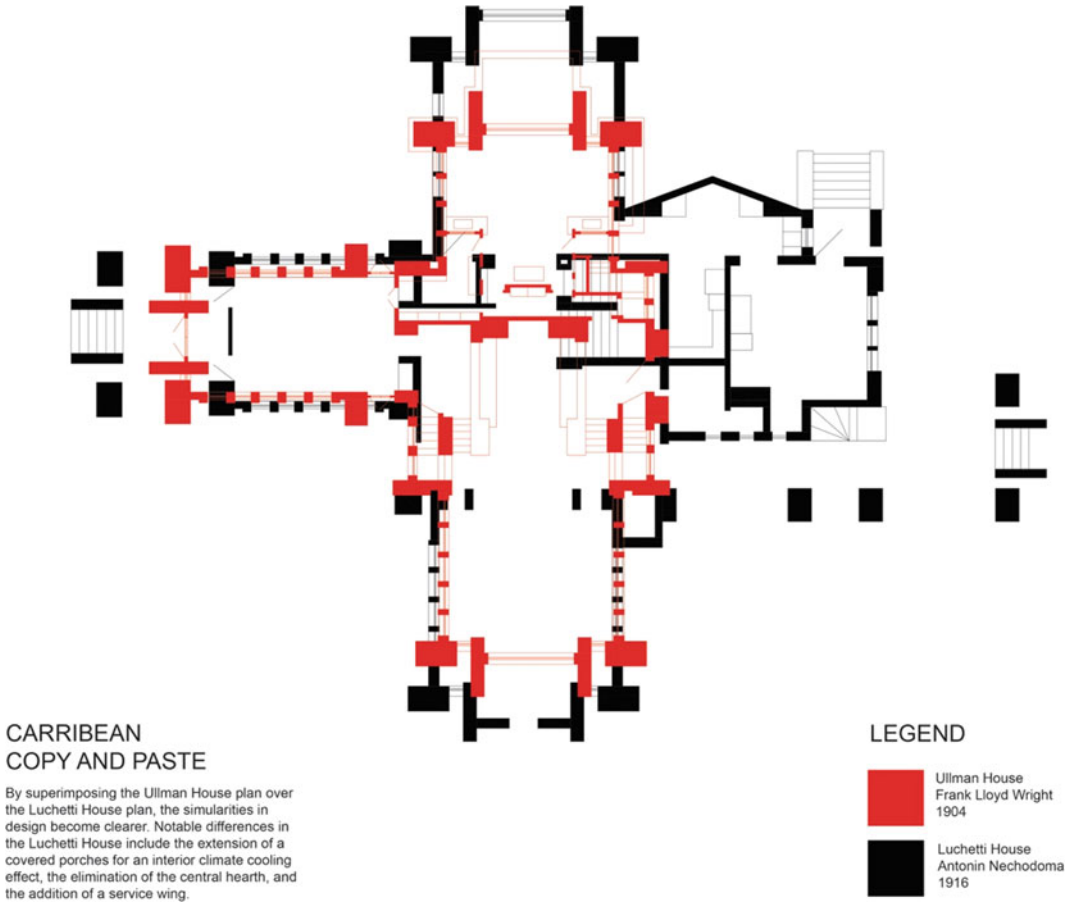 CARRIBEAN
COPY AND PASTE
By superimposing the Ullman House plan over
the Luchetti House plan, the simularities in
design become clearer. Notable differences in
the Luchetti House include the extension of a
covered porches for an interior climate cooling
effect, the elimination of the central hearth, and
the addition of a service wing.
LEGEND
Ullman House
Frank Lloyd Wright
1904
Luchetti House
Antonin Nechodoma
1916